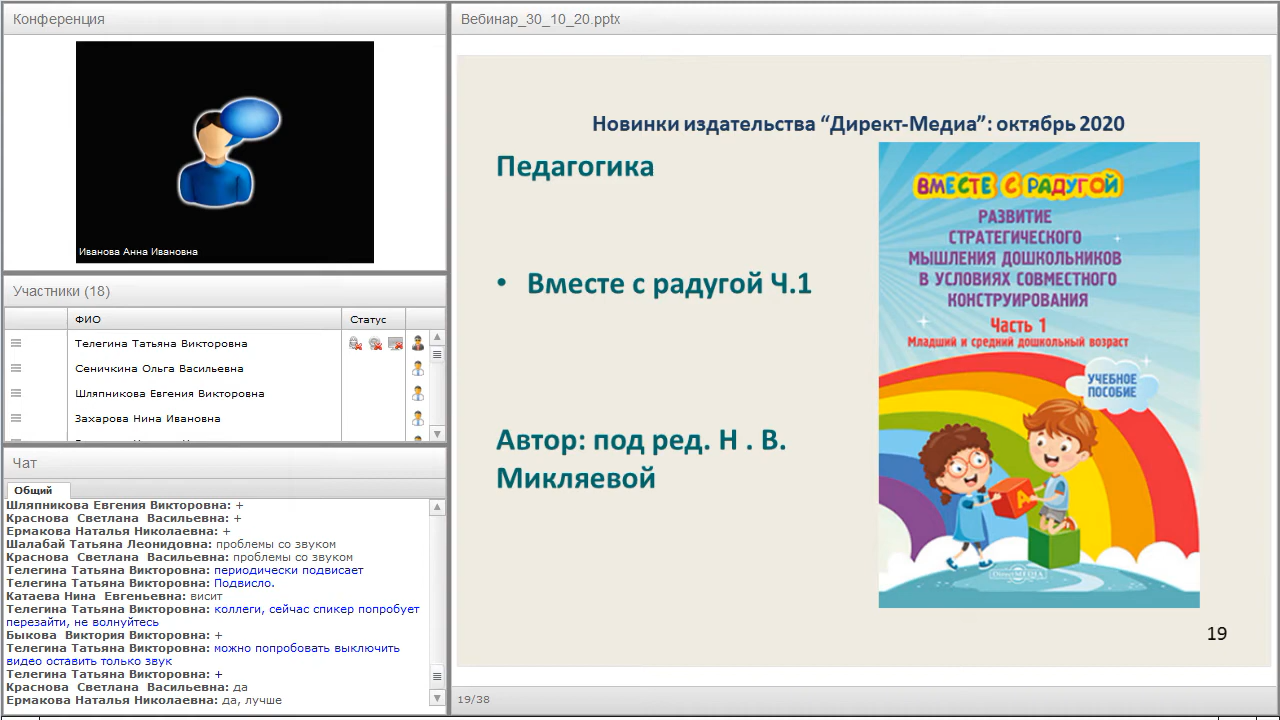 Конференция
Иванова Анна Ивановна
Участники (18)
ФИО
Статус
Телегина Татьяна Викторовна
Сеничкина Ольга Васильевна
Шляпникова Евгения Викторовна
Захарова Нина Ивановна
Чат
Общий
Шляпникова Евгения Викторовна: +
Краснова Светлана Васильевна: +
Ермакова Наталья Николаевна: +
Шалабай Татьяна Леонидовна: проблемы со звуком
Краснова Светлана Васильевна: проблемы со звуком
Телегина Татьяна Викторовна: периодически подвисает
Телегина Татьяна Викторовна: Подвисло.
Катаева Нина Евгеньевна: висит
Телегина Татьяна Викторовна: коллеги, сейчас спикер попробует
перезайти, не волнуйтесь
Быкова Виктория Викторовна: +
Телегина Татьяна Викторовна: можно попробовать выключить
видео оставить только звук
Телегина Татьяна Викторовна: +
Краснова Светлана Васильевна: да
Ермакова Наталья Николаевна: да, лучше
Вебинар_30_10_20.pptx
Новинки издательства “Директ-Медиа”: октябрь 2020
Педагогика
• Вместе с радугой Ч.1
Автор: под ред. Н . В.
Микляевой
ВМЕСТЕ С РАДУГОЙ
РАЗВИТИЕ
СТРАТЕГИЧЕСКОГО
МЫШЛЕНИЯ ДОШКОЛЬНИКОВ
В УСЛОВИЯХ СОВМЕСТНОГО
КОНСТРУИРОВАНИЯ
Часть 1
Младший и средний дошкольный возраст
УЧЕБНОЕ
ПОСОБИЕ
А
DirectMEDIA
19
19/38